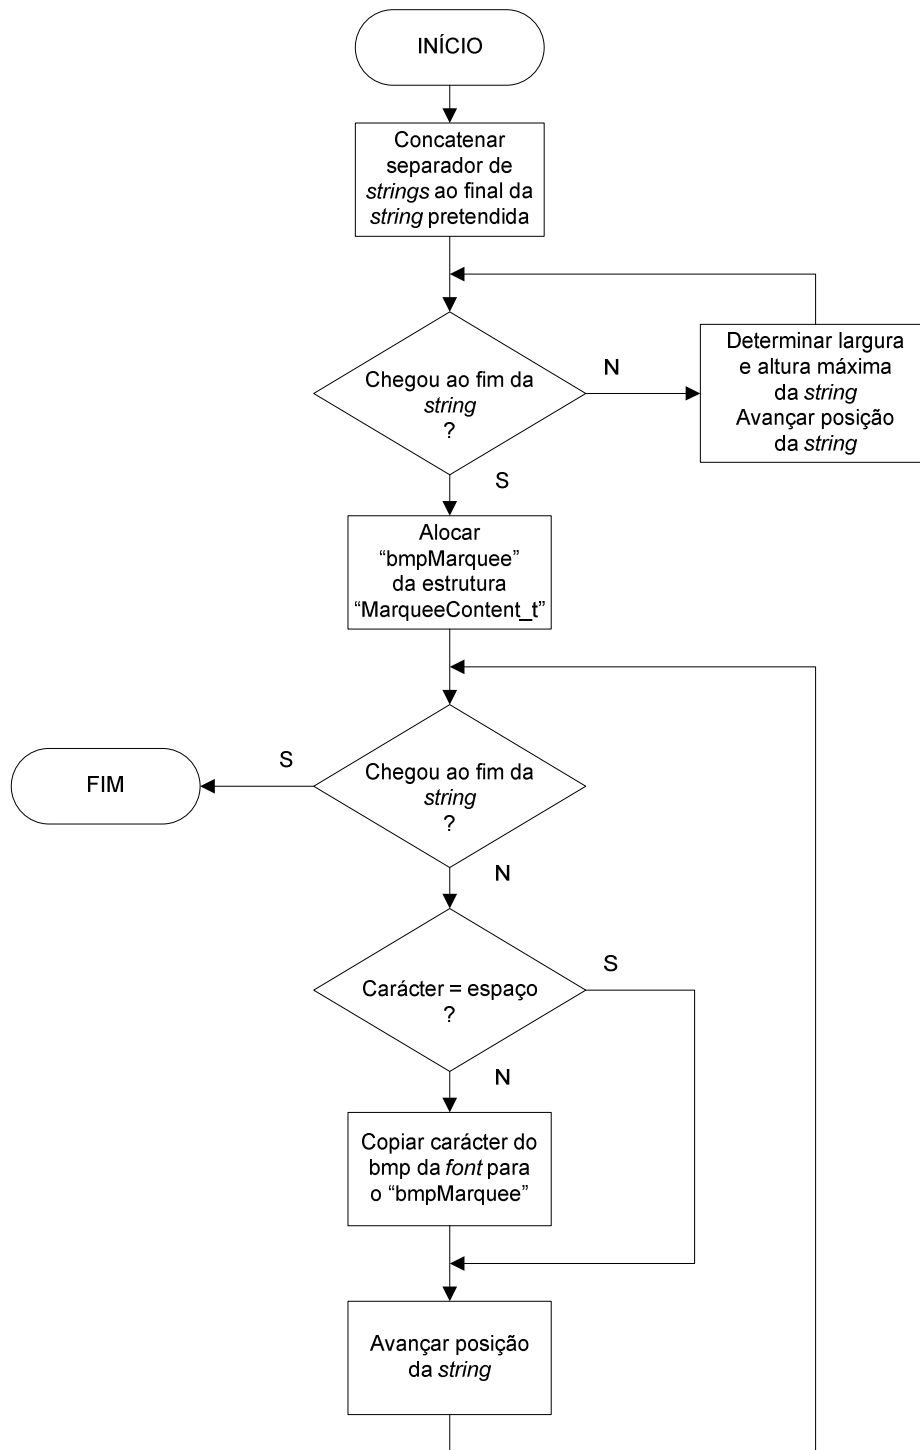 INÍCIO
Concatenar
separador de
strings ao final da
string pretendida
Chegou ao fim da
string
?
N
Determinar largura
e altura máxima
da string
Avançar posição
da string
S
Alocar
“bmpMarquee”
da estrutura
“MarqueeContent_t”
Chegou ao fim da
string
?
S
FIM
N
Carácter = espaço
?
S
N
Copiar carácter do
bmp da font para
o “bmpMarquee”
Avançar posição
da string